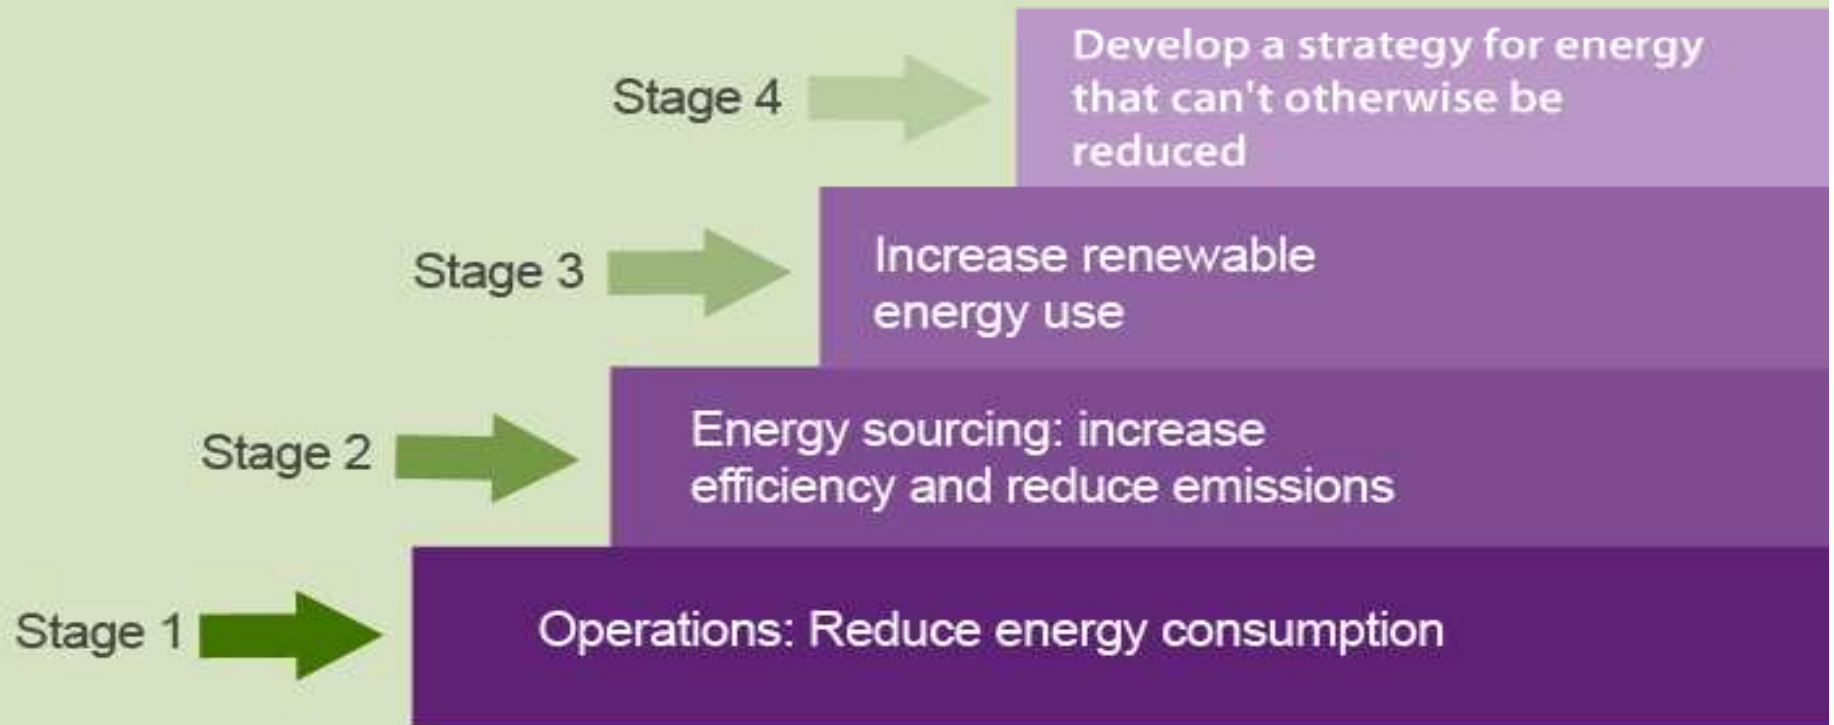 Stage 4
Develop a strategy for energy
that can't otherwise be
reduced
Stage 3
Increase renewable
energy use
Stage 2
Energy sourcing: increase
efficiency and reduce emissions
Stage 1
Operations: Reduce energy consumption